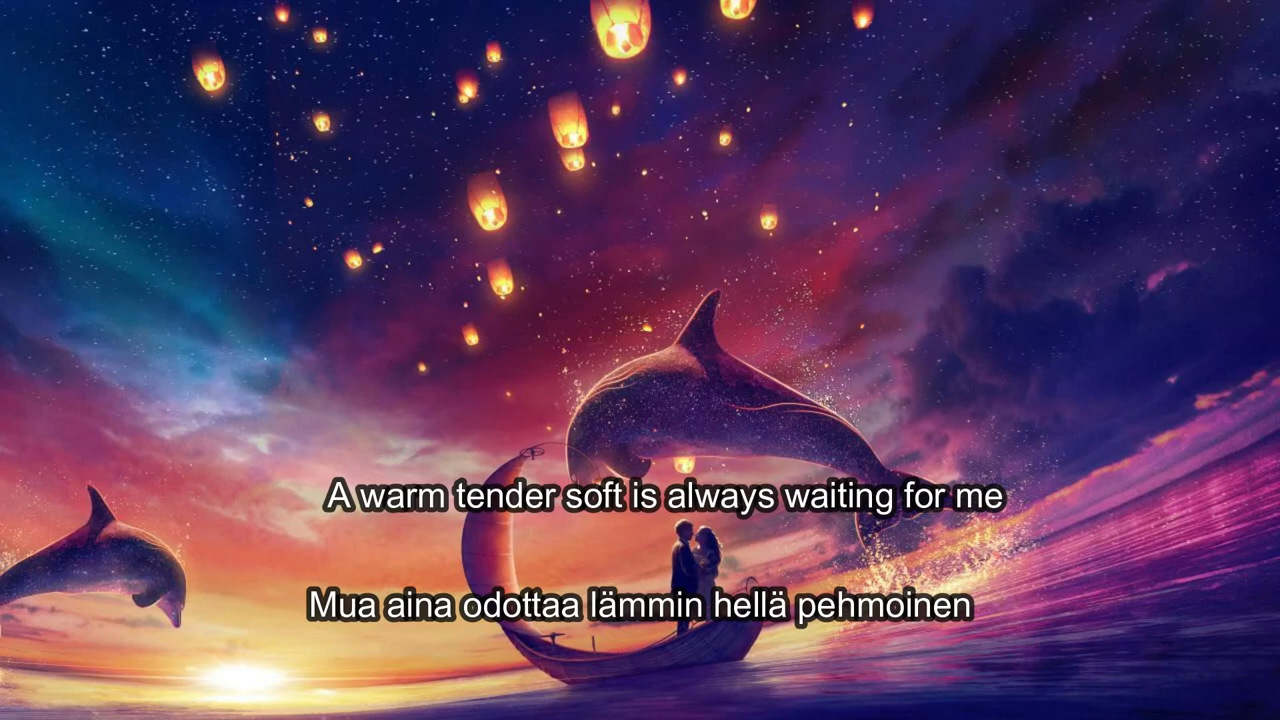 A warm tender soft is always waiting for me
Mua aina odottaa lämmin hellä pehmoinen